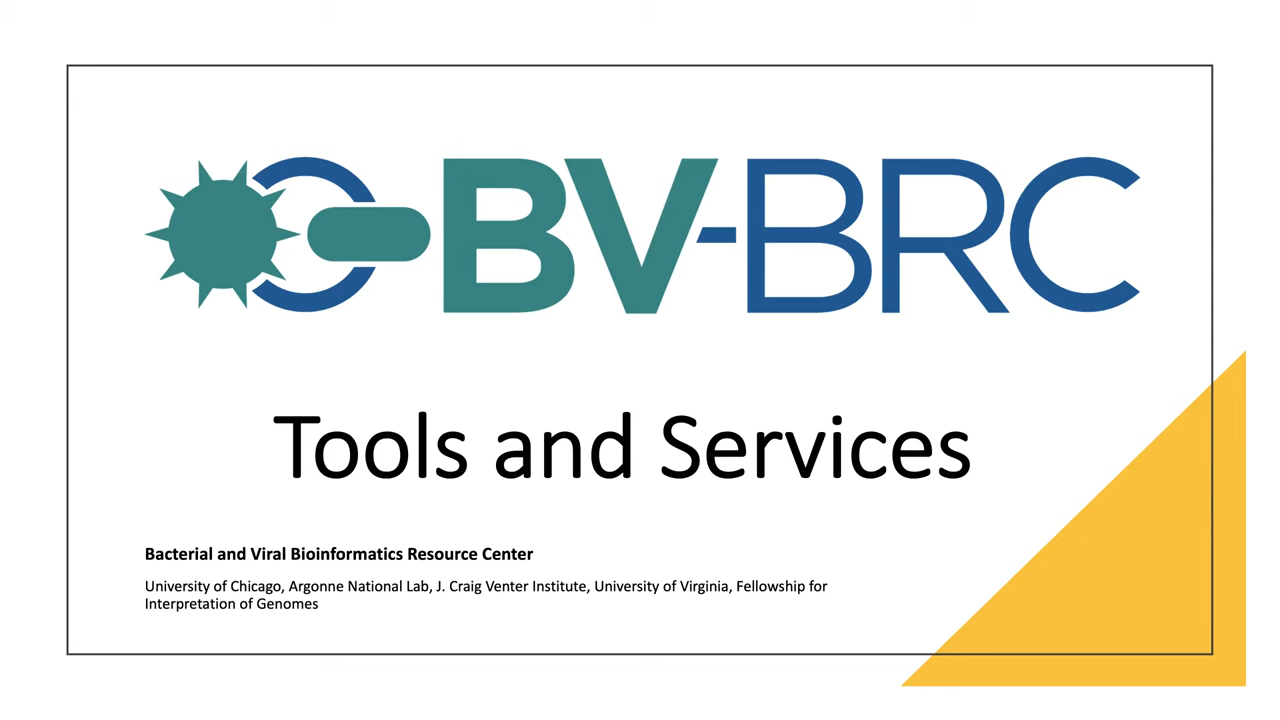 BV-BRC
Tools and Services
Bacterial and Viral Bioinformatics Resource Center
University of Chicago, Argonne National Lab, J. Craig Venter Institute, University of Virginia, Fellowship for
Interpretation of Genomes